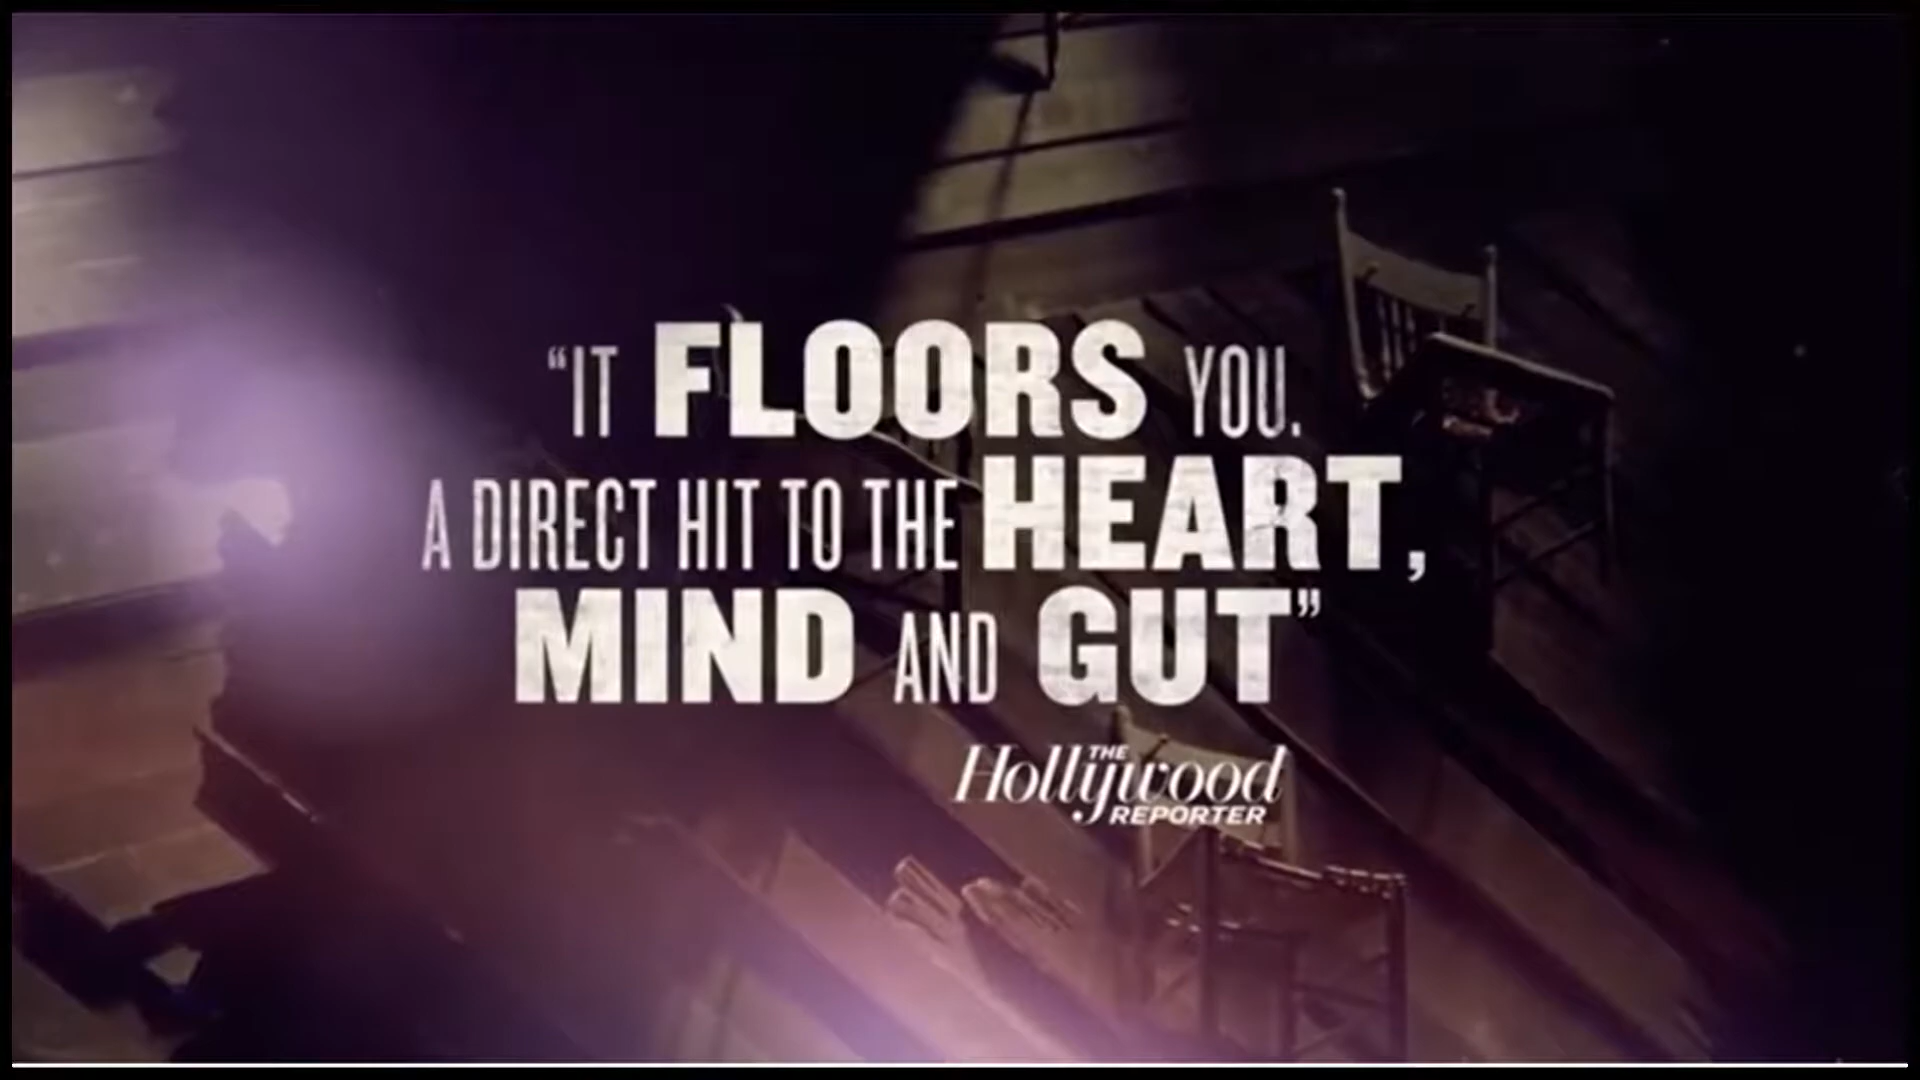 “IT FLOORS YOU.
A DIRECT HIT TO THE HEART,
MIND AND GUT”
THE
Hollywood
REPORTER